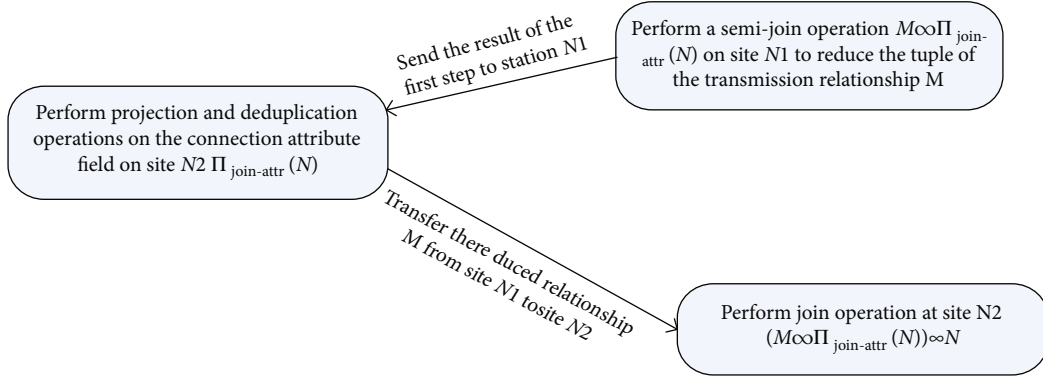 Send the result of the
first step to station N1
Perform a semi-join operation M∞Π join-
attr (N) on site N1 to reduce the tuple of
the transmission relationship M
Perform projection and deduplication
operations on the connection attribute
field on site N2 Π join-attr (N)
Transfer there duced relationship
M from site N1 tosite N2
Perform join operation at site N2
(M∞Π join-attr (N))∞N